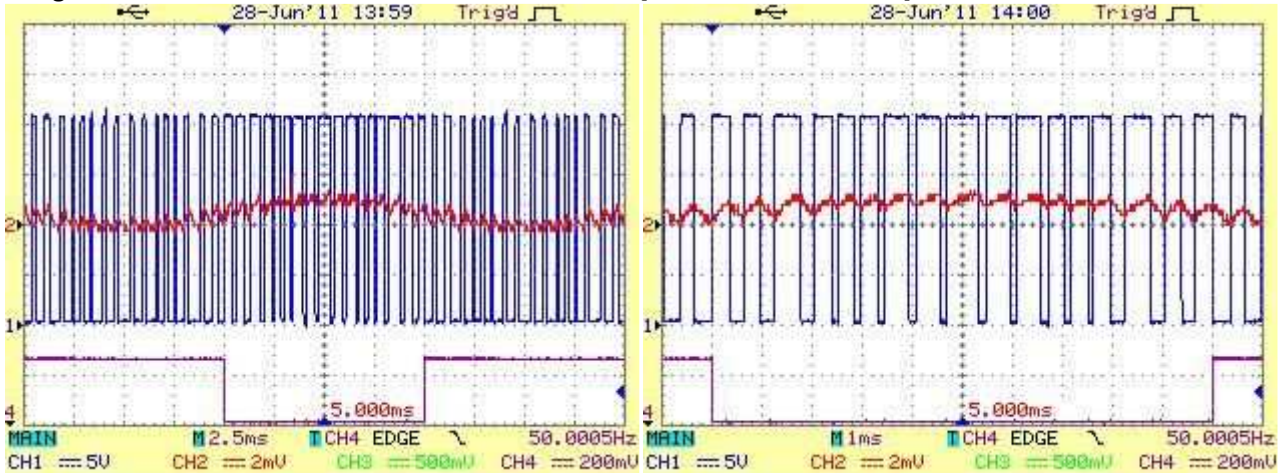 28-Jun'11 13:59 Trig'd
2
1
4
5.000ms
MAIN M 2.5ms T CH4 EDGE 50.0005Hz
CH1 5V CH2 2mV CH3 500mV CH4 200mV
28-Jun'11 14:00 Trig'd
2
1
4
5.000ms
MAIN M 1ms T CH4 EDGE 50.0005Hz
CH1 5V CH2 2mV CH3 500mV CH4 200mV